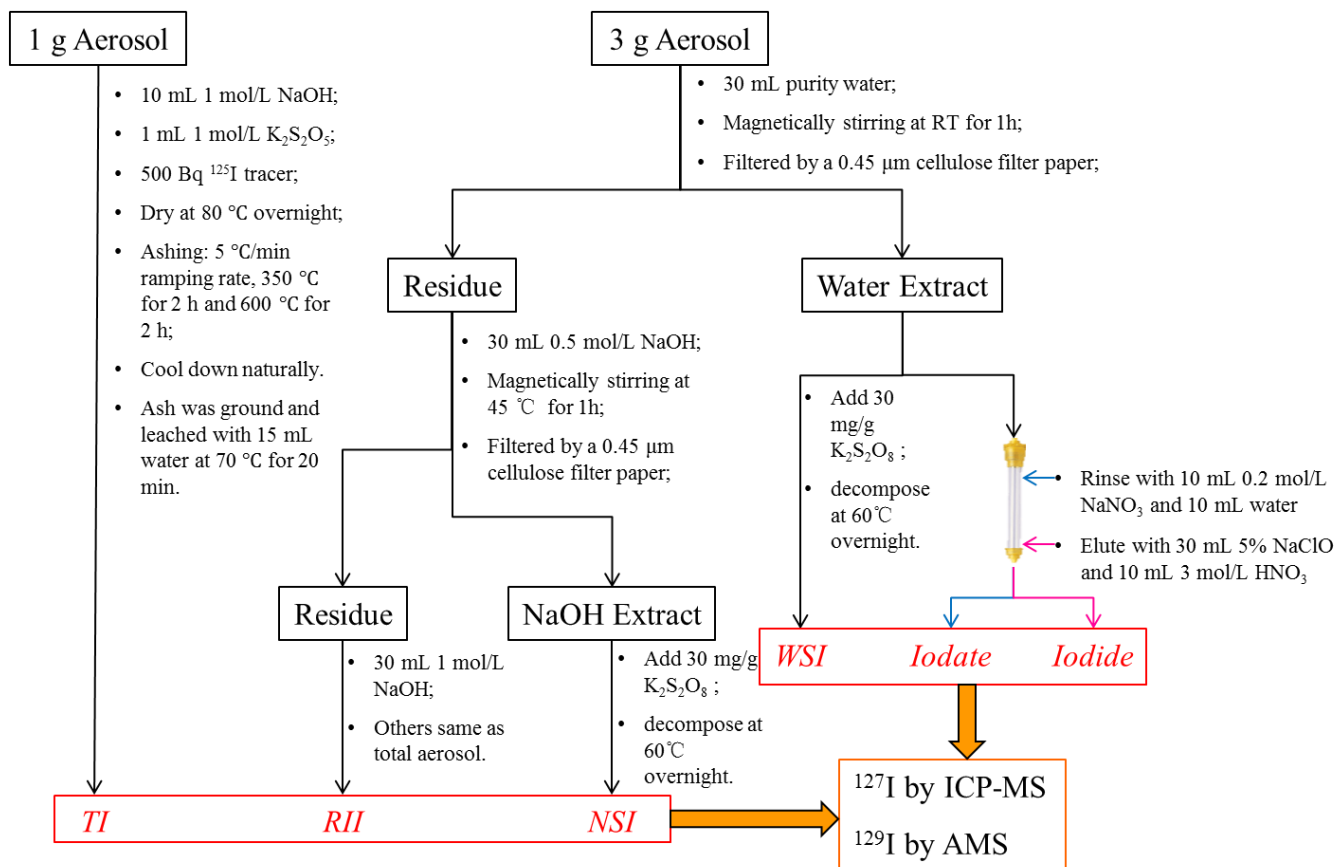 1 g Aerosol
• 10 mL 1 mol/L NaOH;
• 1 mL 1 mol/L K₂S₂O₅;
• 500 Bq ¹²⁵I tracer;
• Dry at 80 ℃ overnight;
• Ashing: 5 ℃/min
ramping rate, 350 ℃
for 2 h and 600 ℃ for
2 h;
• Cool down naturally.
• Ash was ground and
leached with 15 mL
water at 70 ℃ for 20
min.
3 g Aerosol
• 30 mL purity water;
• Magnetically stirring at RT for 1h;
• Filtered by a 0.45 μm cellulose filter paper;
Residue
• 30 mL 0.5 mol/L NaOH;
• Magnetically stirring at
45 ℃ for 1h;
• Filtered by a 0.45 μm
cellulose filter paper;
Water Extract
• Add 30
mg/g
K₂S₂O₈ ;
• decompose
at 60℃
overnight.
• Rinse with 10 mL 0.2 mol/L
NaNO₃ and 10 mL water
• Elute with 30 mL 5% NaClO
and 10 mL 3 mol/L HNO₃
Residue
• 30 mL 1 mol/L
NaOH;
• Others same as
total aerosol.
NaOH Extract
• Add 30 mg/g
K₂S₂O₈ ;
• decompose at
60℃
overnight.
WSI Iodate Iodide
TI RII NSI
¹²⁷I by ICP-MS
¹²⁹I by AMS